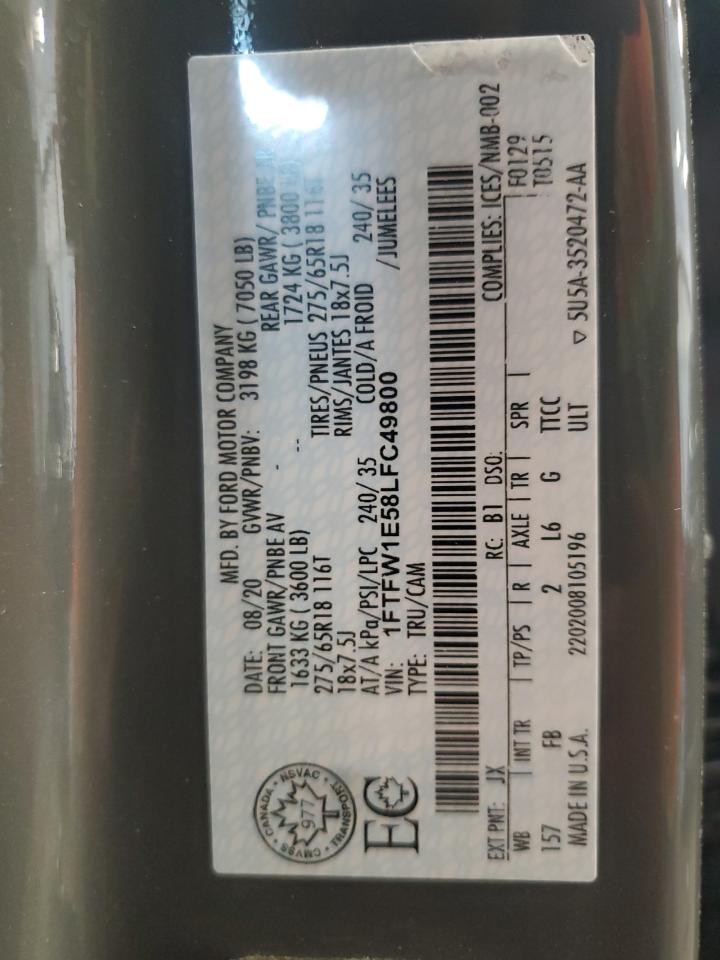 MFD. BY FORD MOTOR COMPANY
DATE: 08/20 GVWR/PNBV: 3198 KG ( 7050 LB)
FRONT GAWR/PNBE AV - REAR GAWR/ PNBE AR
1633 KG ( 3600 LB) -- 1724 KG ( 3800 LB)
275/65R18 116T TIRES/PNEUS 275/65R18 116T
18x7.5J RIMS/JANTES 18x7.5J
AT/A kPa/PSI/LPC 240/ 35 COLD/A FROID 240/ 35
VIN: 1FTFW1E58LFC49800 /JUMELEES
TYPE: TRU/CAM
CANADA • NSVAC • TRANSPORT • CMVSS •
977
EC
COMPLIES: ICES/NMB-002
EXT PNT: JX RC: B1 DSO: F0129
WB | INT TR | TP/PS | R | AXLE | TR | SPR | T0515
157 FB 2 L6 G TTCC
MADE IN U.S.A. 2202008105196 ULT ▽ 5U5A-3520472-AA